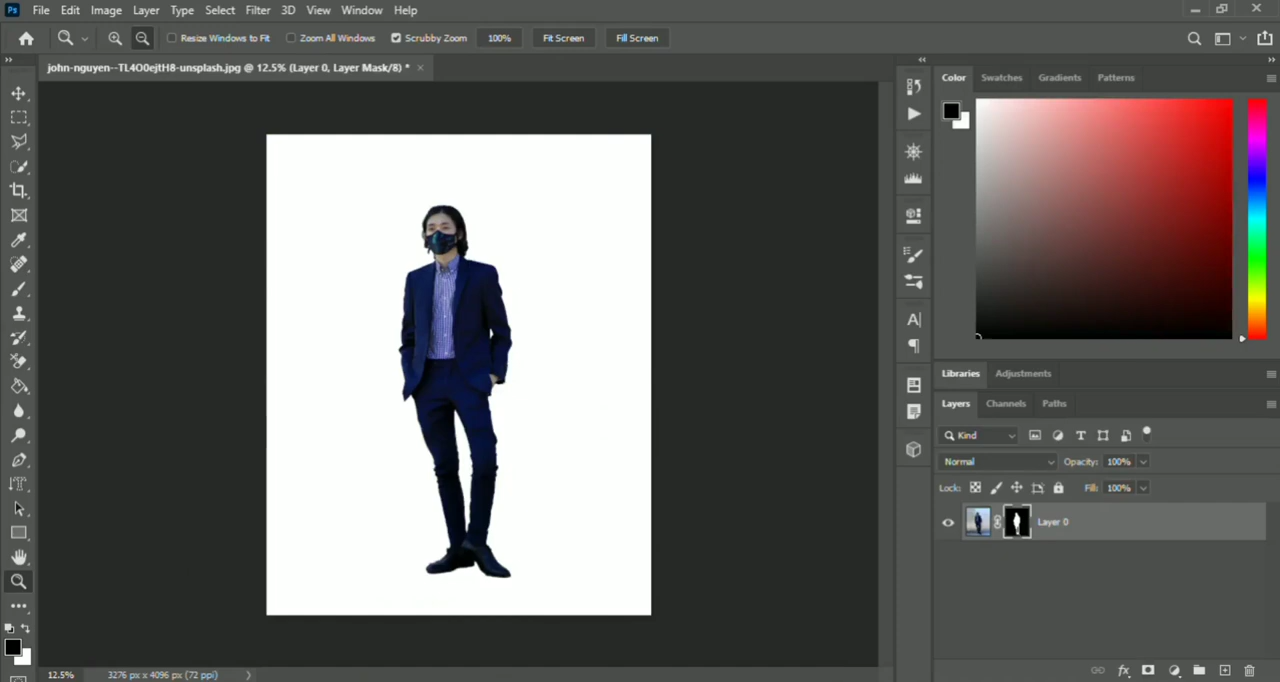 Ps File Edit Image Layer Type Select Filter 3D View Window Help
Resize Windows to Fit Zoom All Windows Scrubby Zoom 100% Fit Screen Fill Screen
john-nguyen--TL4O0ejtH8-unsplash.jpg @ 12.5% (Layer 0, Layer Mask/8) *
Color Swatches Gradients Patterns
Libraries Adjustments
Layers Channels Paths
Kind
Normal Opacity: 100%
Lock: Fill: 100%
Layer 0
12.5% 3276 px x 4096 px (72 ppi)